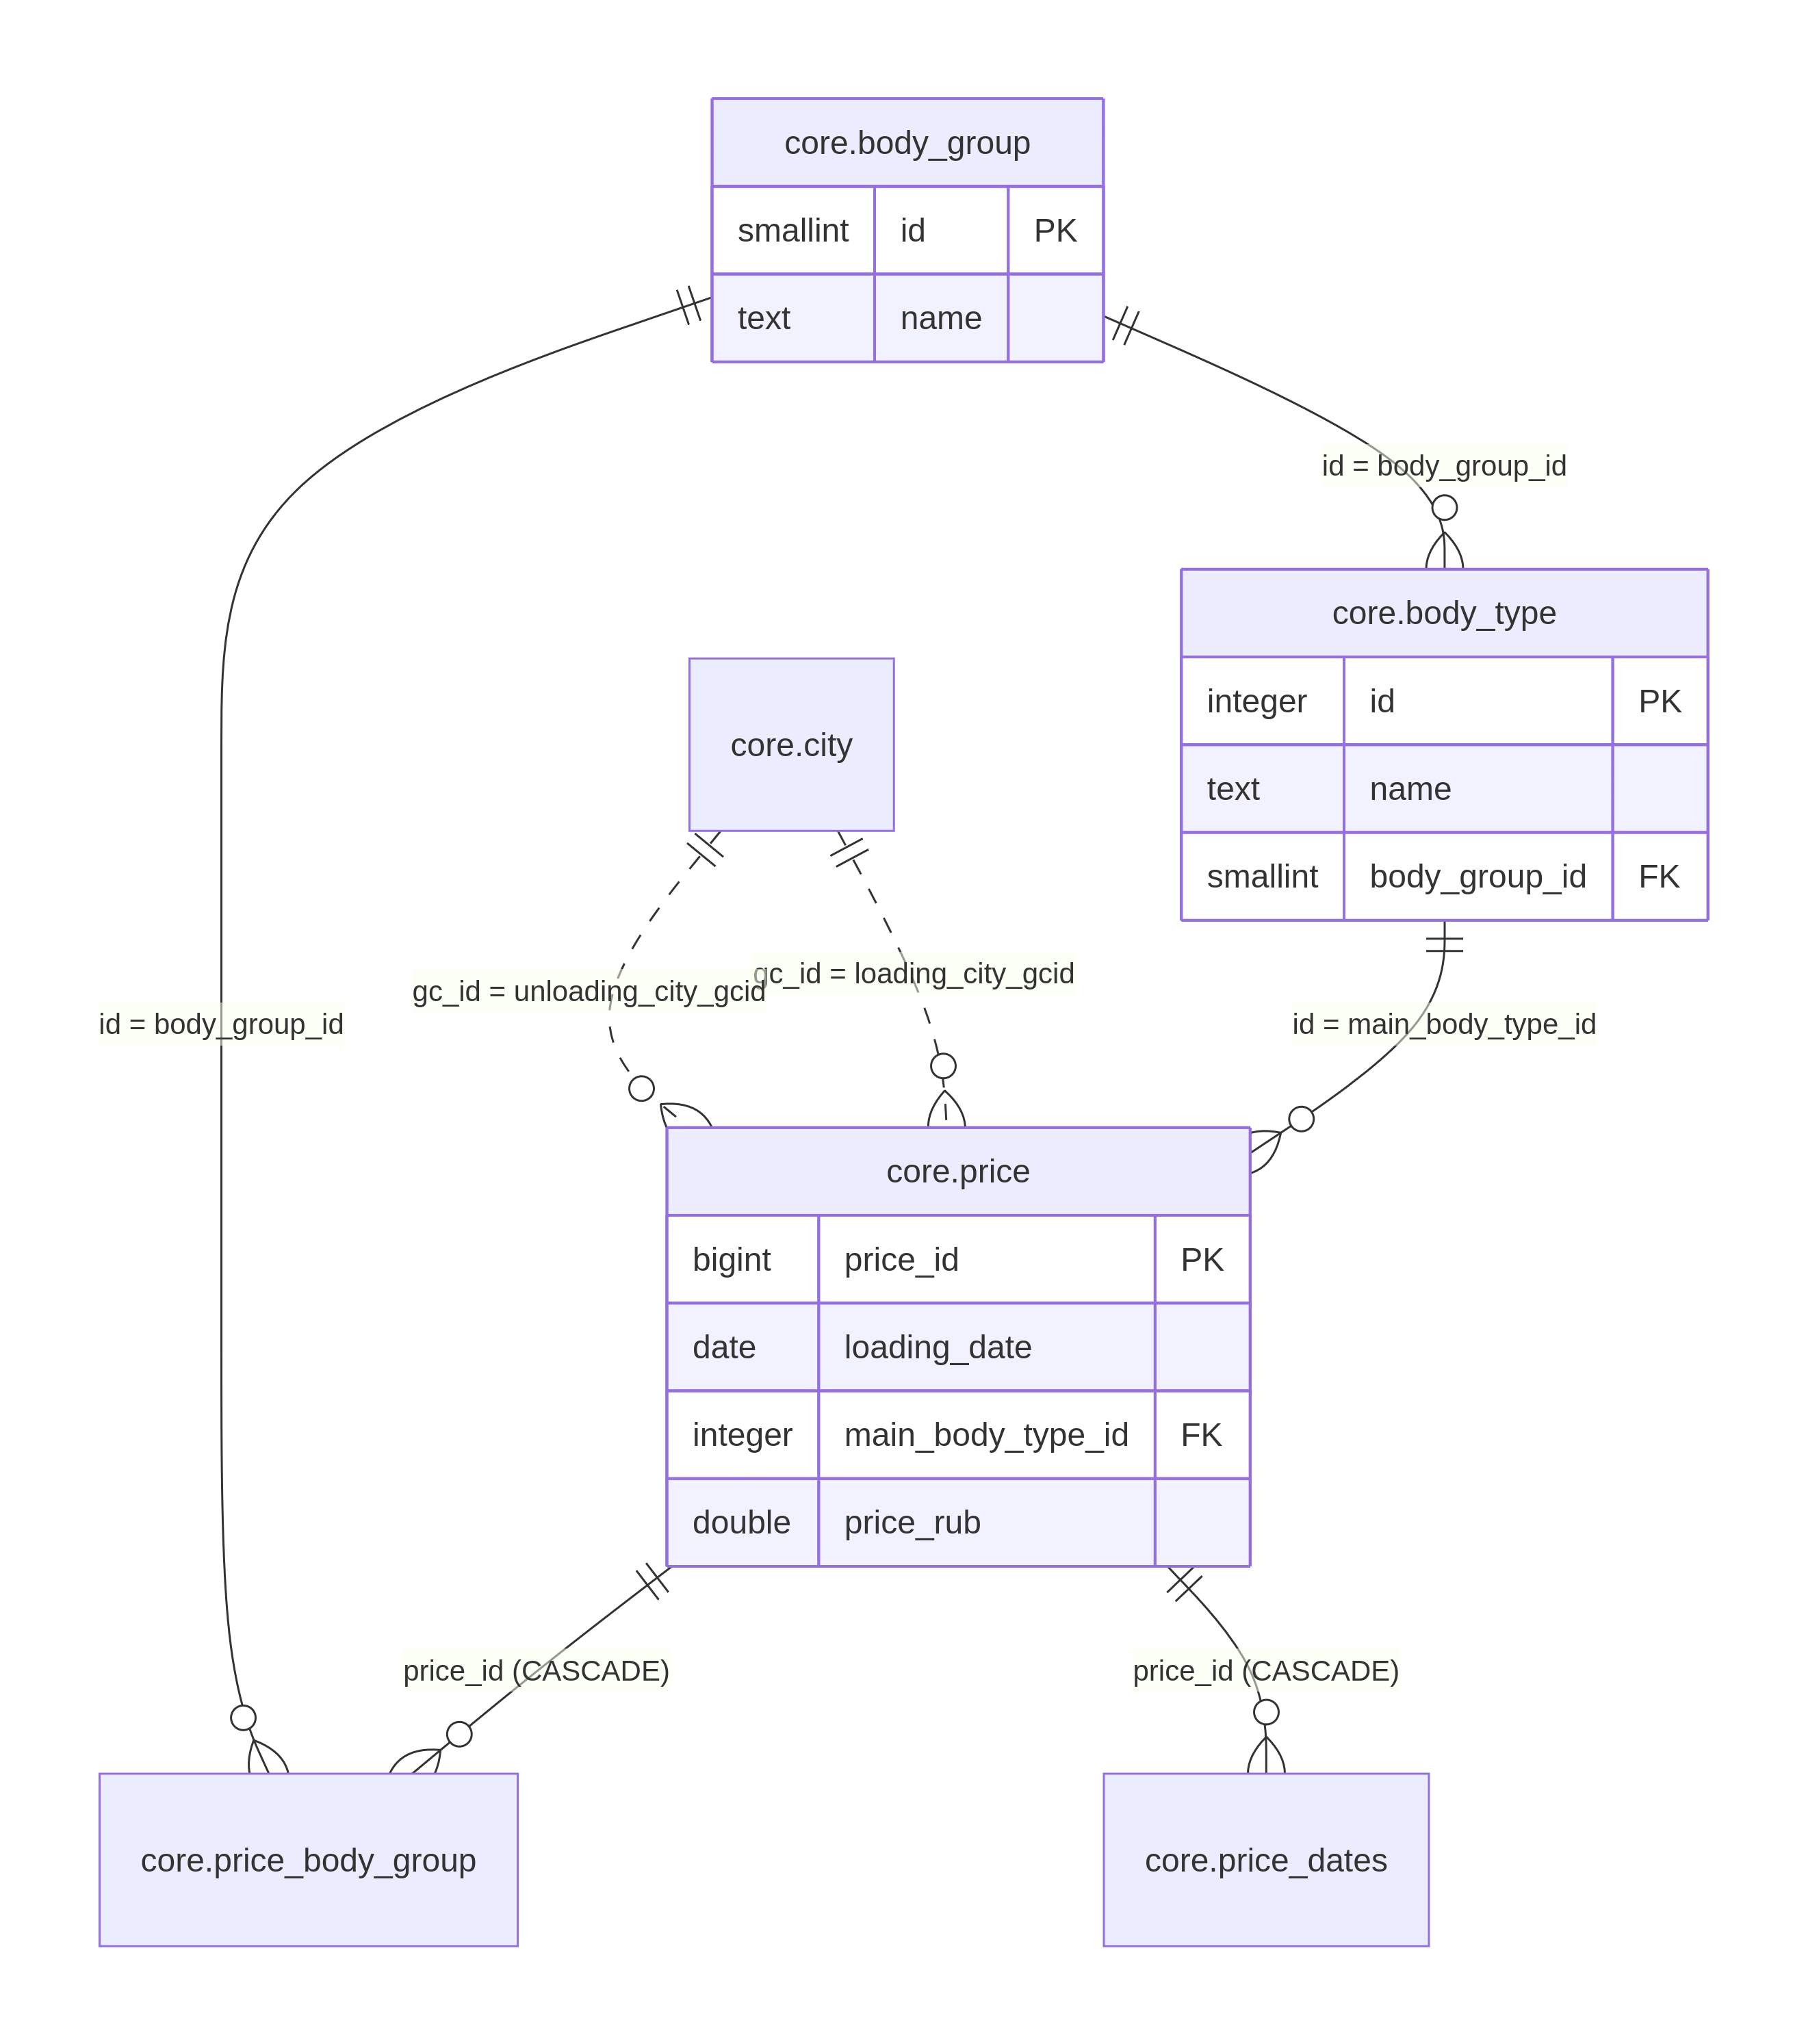 core.body_group
smallint id PK
text name
id = body_group_id
core.body_type
integer id PK
text name
smallint body_group_id FK
core.city
gc_id = unloading_city_gcid
gc_id = loading_city_gcid
id = body_group_id
id = main_body_type_id
core.price
bigint price_id PK
date loading_date
integer main_body_type_id FK
double price_rub
price_id (CASCADE)
price_id (CASCADE)
core.price_body_group
core.price_dates